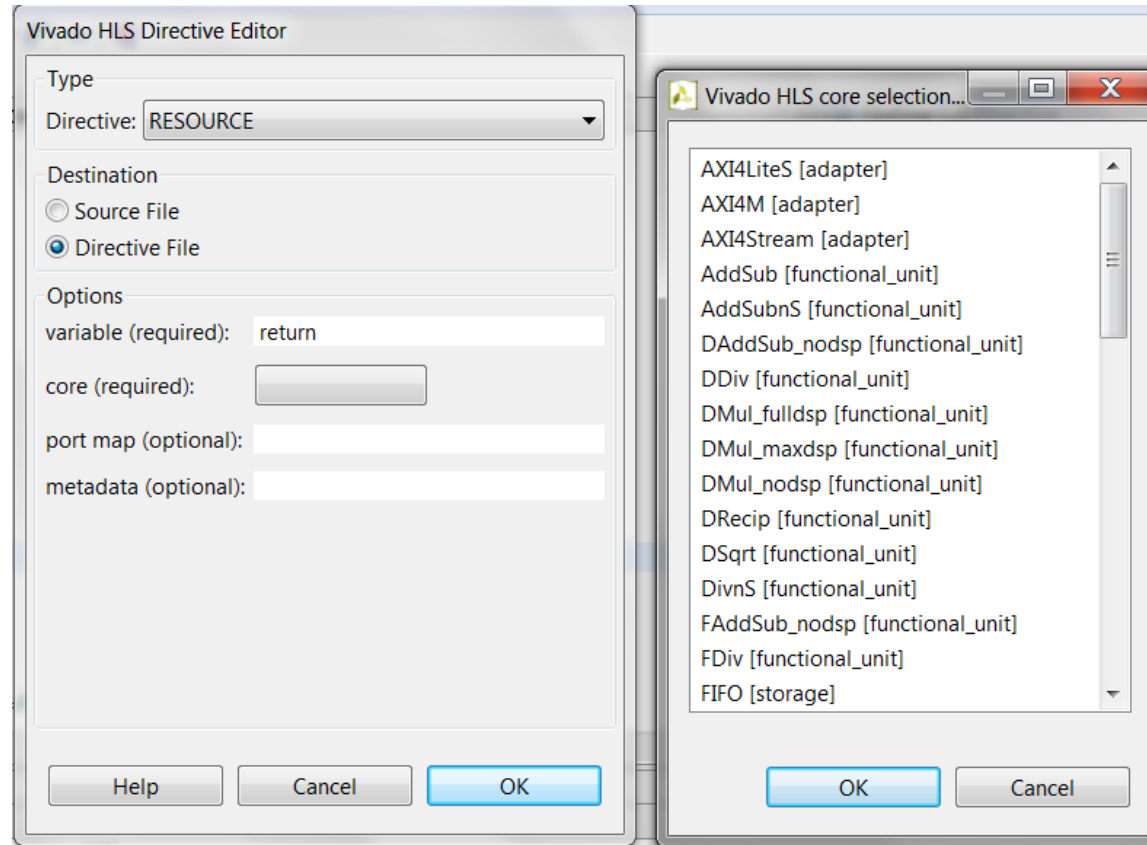 Vivado HLS Directive Editor
Type
Directive: RESOURCE
Destination
Source File
Directive File
Options
variable (required): return
core (required):
port map (optional):
metadata (optional):
Help Cancel OK
Vivado HLS core selection...
AXI4LiteS [adapter]
AXI4M [adapter]
AXI4Stream [adapter]
AddSub [functional_unit]
AddSubnS [functional_unit]
DAddSub_nodsp [functional_unit]
DDiv [functional_unit]
DMul_fulldsp [functional_unit]
DMul_maxdsp [functional_unit]
DMul_nodsp [functional_unit]
DRecip [functional_unit]
DSqrt [functional_unit]
DivnS [functional_unit]
FAddSub_nodsp [functional_unit]
FDiv [functional_unit]
FIFO [storage]
OK Cancel